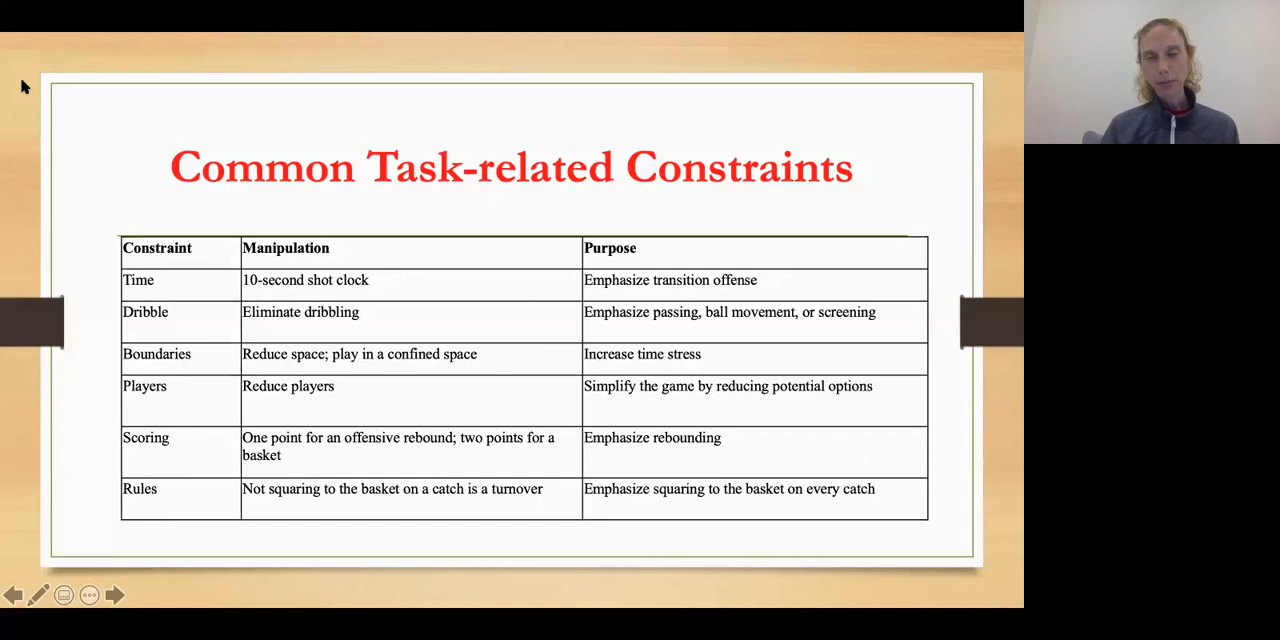 Common Task-related Constraints
Constraint Manipulation Purpose
Time 10-second shot clock Emphasize transition offense
Dribble Eliminate dribbling Emphasize passing, ball movement, or screening
Boundaries Reduce space; play in a confined space Increase time stress
Players Reduce players Simplify the game by reducing potential options
Scoring One point for an offensive rebound; two points for a Emphasize rebounding
basket
Rules Not squaring to the basket on a catch is a turnover Emphasize squaring to the basket on every catch